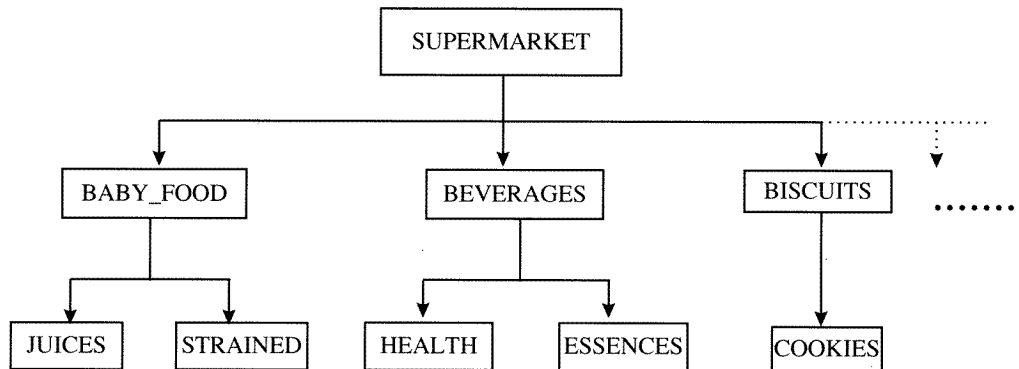 SUPERMARKET
BABY_FOOD
BEVERAGES
BISCUITS
JUICES
STRAINED
HEALTH
ESSENCES
COOKIES